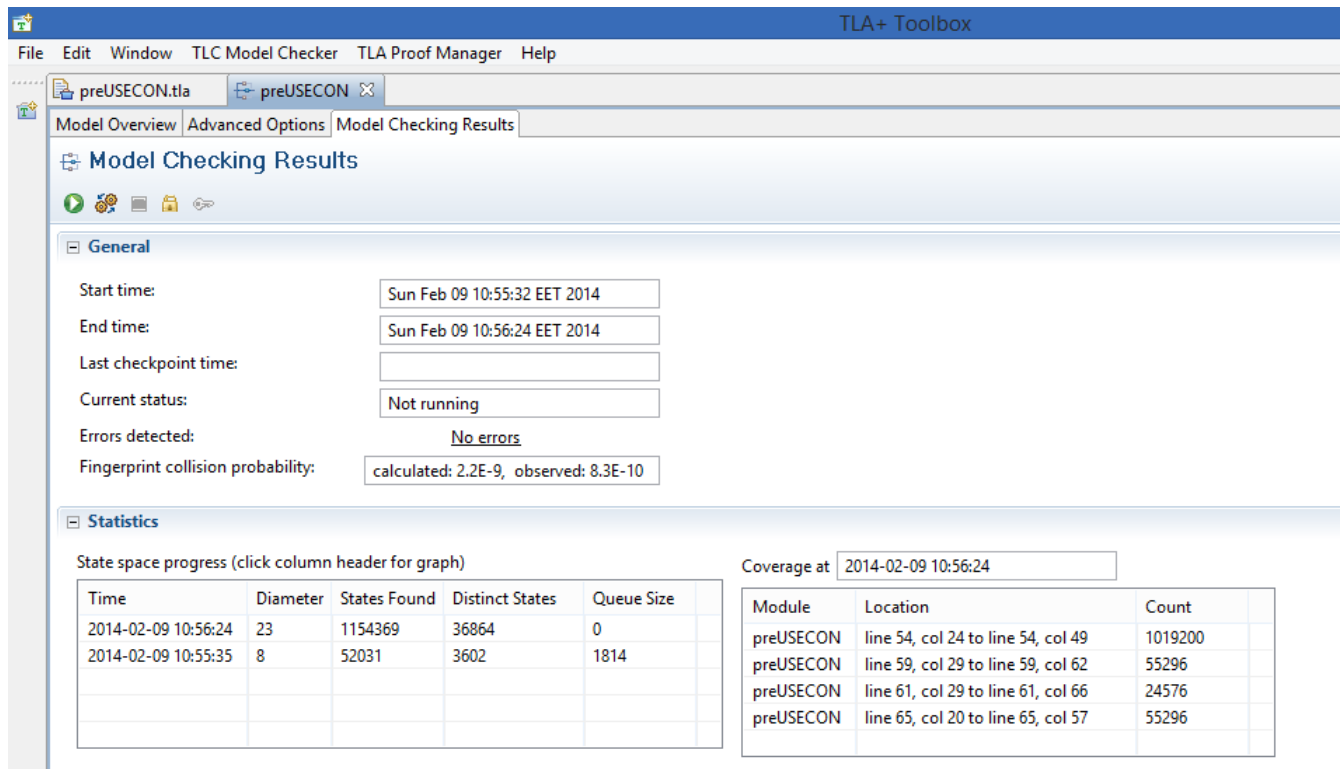 TLA+ Toolbox
File Edit Window TLC Model Checker TLA Proof Manager Help
preUSECON.tla preUSECON
Model Overview Advanced Options Model Checking Results
Model Checking Results
General
Start time: Sun Feb 09 10:55:32 EET 2014
End time: Sun Feb 09 10:56:24 EET 2014
Last checkpoint time:
Current status: Not running
Errors detected: No errors
Fingerprint collision probability: calculated: 2.2E-9, observed: 8.3E-10
Statistics
State space progress (click column header for graph)
Time Diameter States Found Distinct States Queue Size
2014-02-09 10:56:24 23 1154369 36864 0
2014-02-09 10:55:35 8 52031 3602 1814
Coverage at 2014-02-09 10:56:24
Module Location Count
preUSECON line 54, col 24 to line 54, col 49 1019200
preUSECON line 59, col 29 to line 59, col 62 55296
preUSECON line 61, col 29 to line 61, col 66 24576
preUSECON line 65, col 20 to line 65, col 57 55296